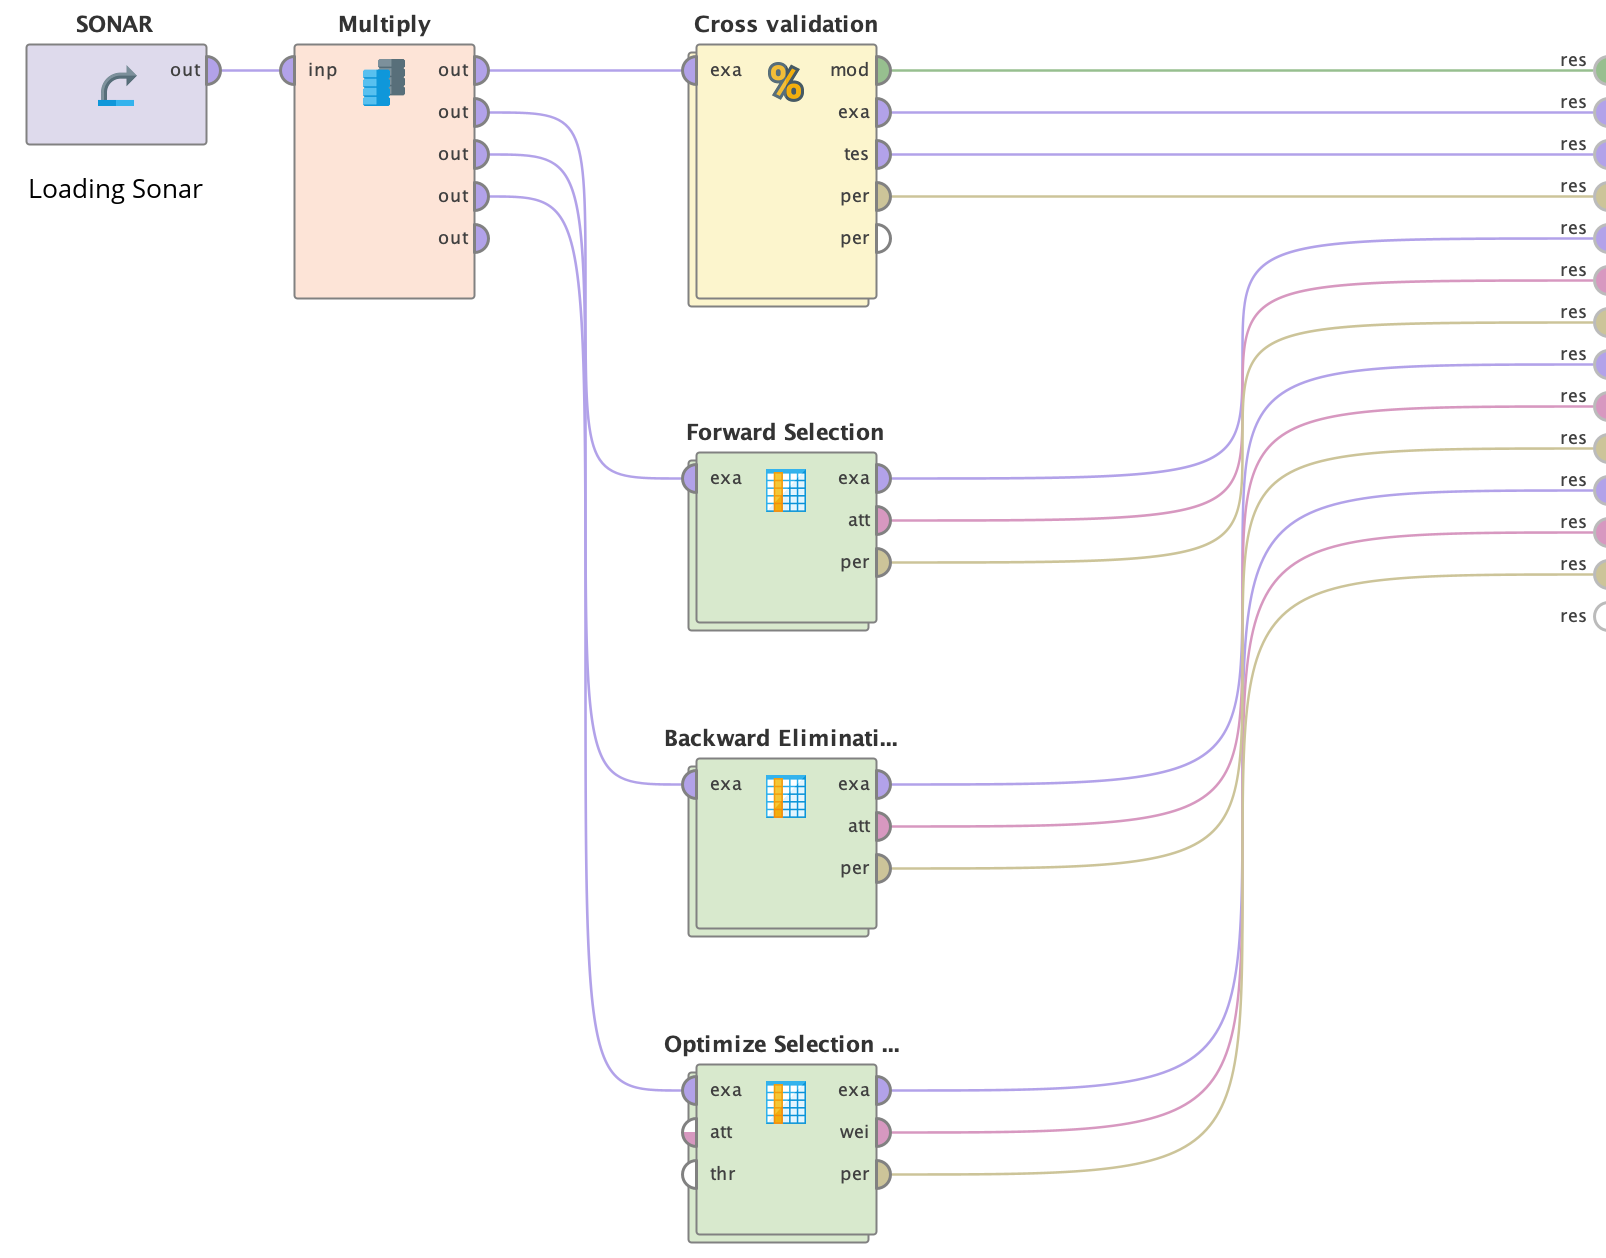 SONAR
out
Loading Sonar
Multiply
inp
out
out
out
out
out
Cross validation
exa
mod
exa
tes
per
per
Forward Selection
exa
exa
att
per
Backward Eliminati...
exa
exa
att
per
Optimize Selection ...
exa
att
thr
exa
wei
per
res
res
res
res
res
res
res
res
res
res
res
res
res
res